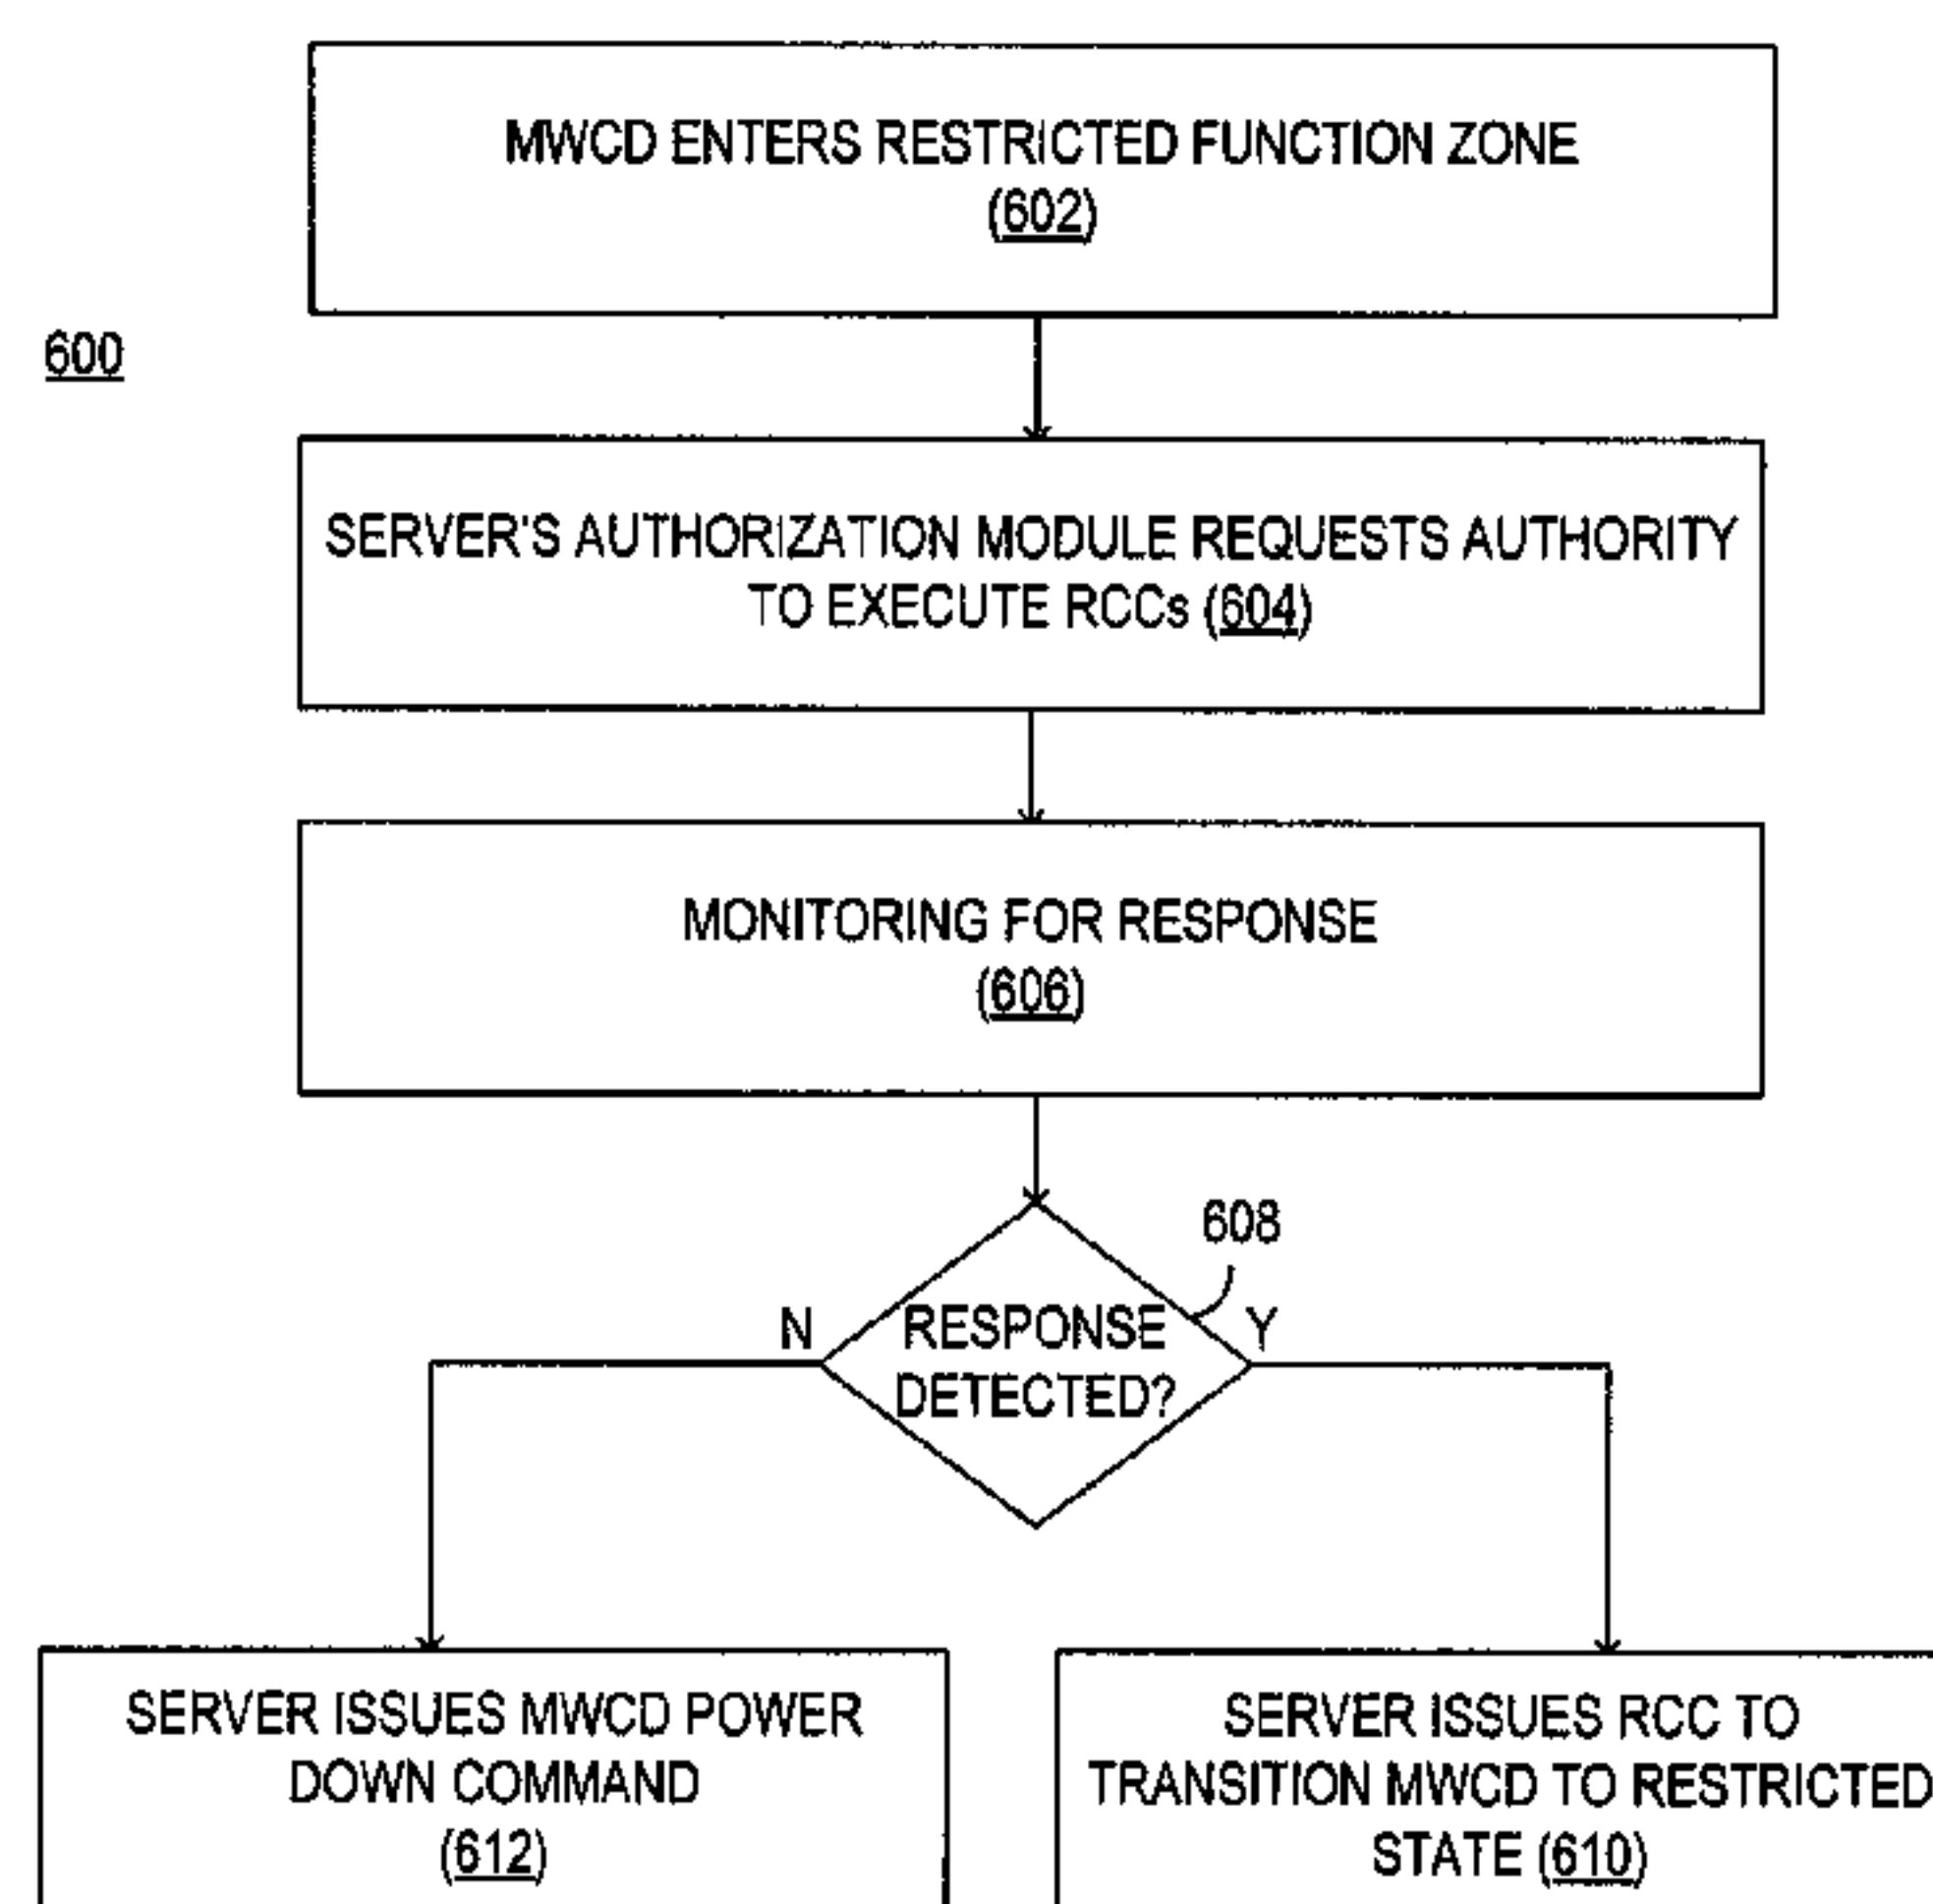 MWCD ENTERS RESTRICTED FUNCTION ZONE
(602)
600
SERVER'S AUTHORIZATION MODULE REQUESTS AUTHORITY
TO EXECUTE RCCs (604)
MONITORING FOR RESPONSE
(606)
608
N
RESPONSE
DETECTED?
Y
SERVER ISSUES MWCD POWER
DOWN COMMAND
(612)
SERVER ISSUES RCC TO
TRANSITION MWCD TO RESTRICTED
STATE (610)